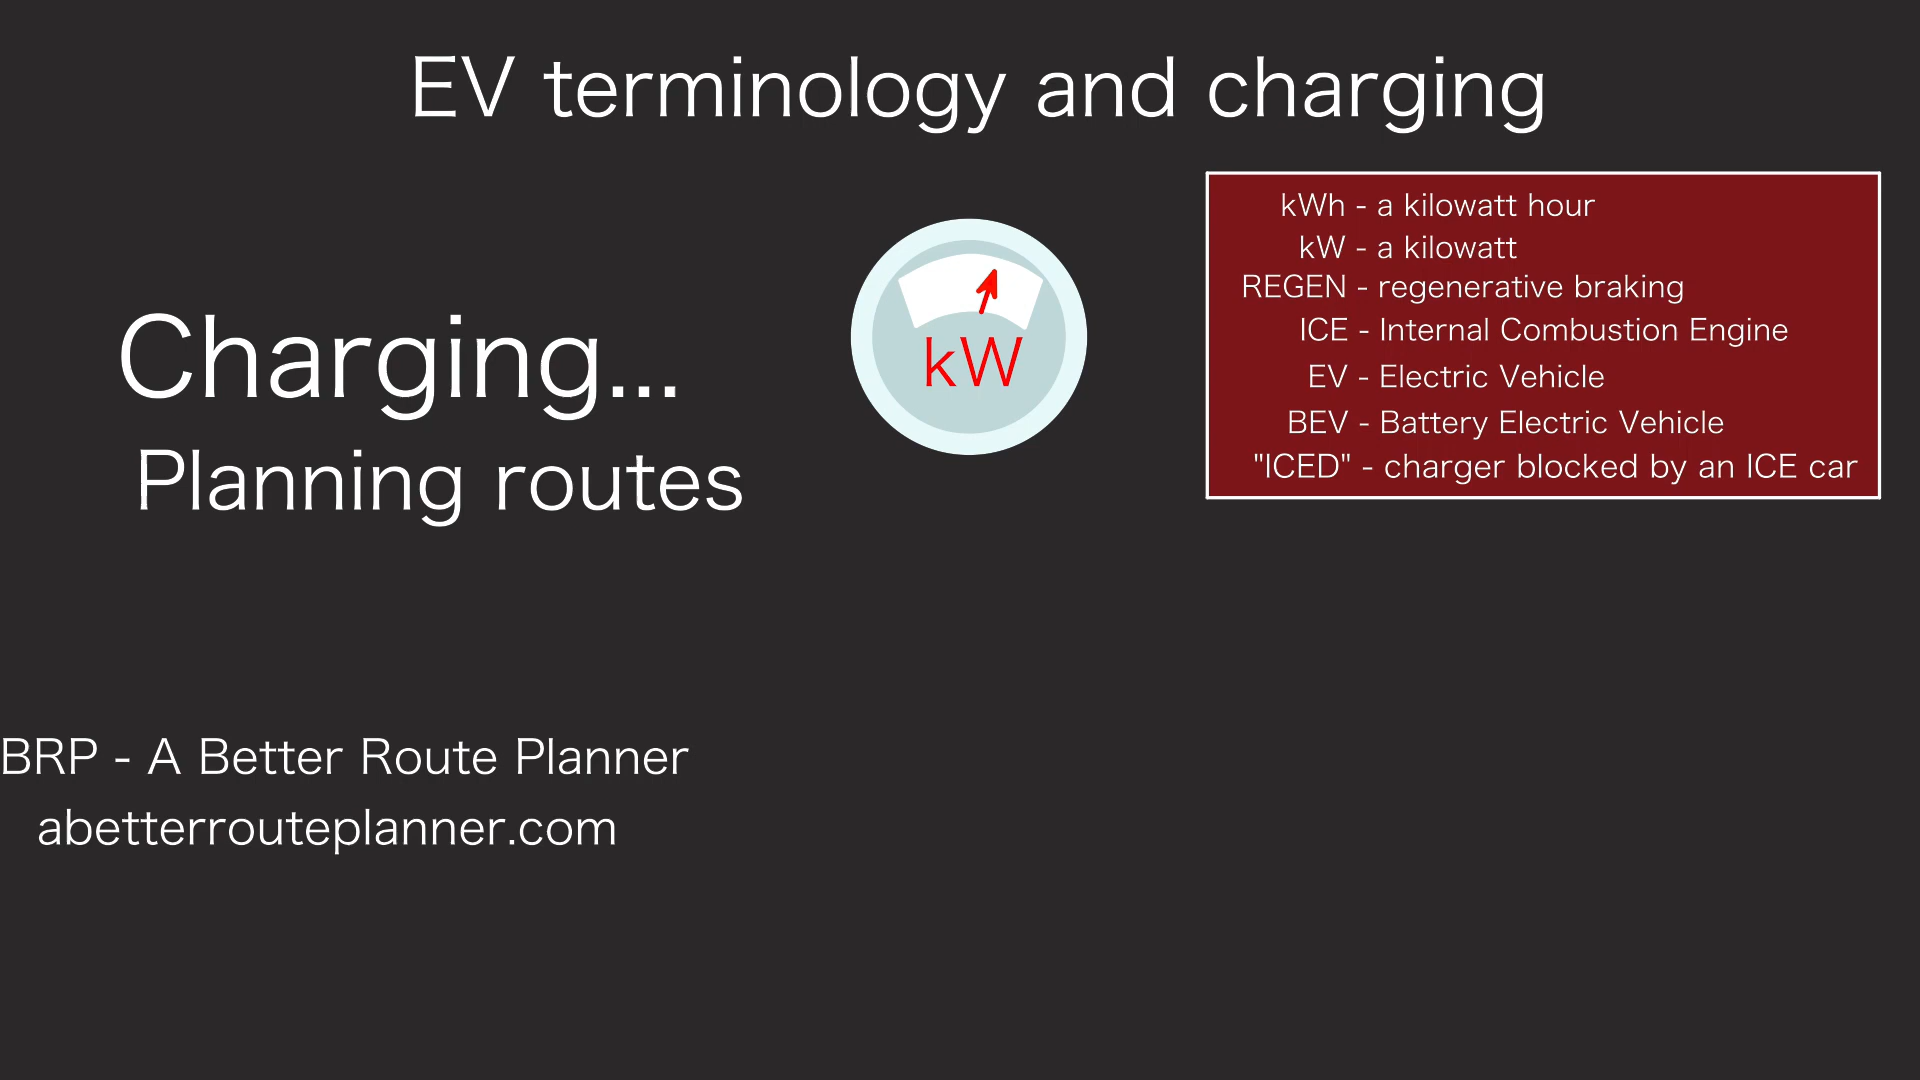 EV terminology and charging
Charging...
Planning routes
kW
kWh - a kilowatt hour
kW - a kilowatt
REGEN - regenerative braking
ICE - Internal Combustion Engine
EV - Electric Vehicle
BEV - Battery Electric Vehicle
"ICED" - charger blocked by an ICE car
BRP - A Better Route Planner
abetterrouteplanner.com